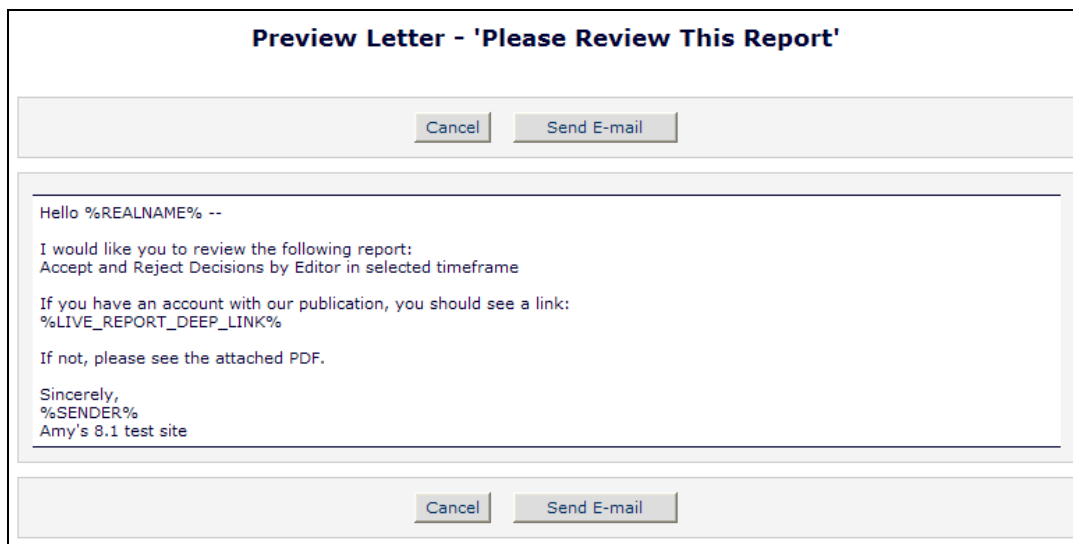 Preview Letter - 'Please Review This Report'
Cancel Send E-mail
Hello %REALNAME% --
I would like you to review the following report:
Accept and Reject Decisions by Editor in selected timeframe
If you have an account with our publication, you should see a link:
%LIVE_REPORT_DEEP_LINK%
If not, please see the attached PDF.
Sincerely,
%SENDER%
Amy's 8.1 test site
Cancel Send E-mail